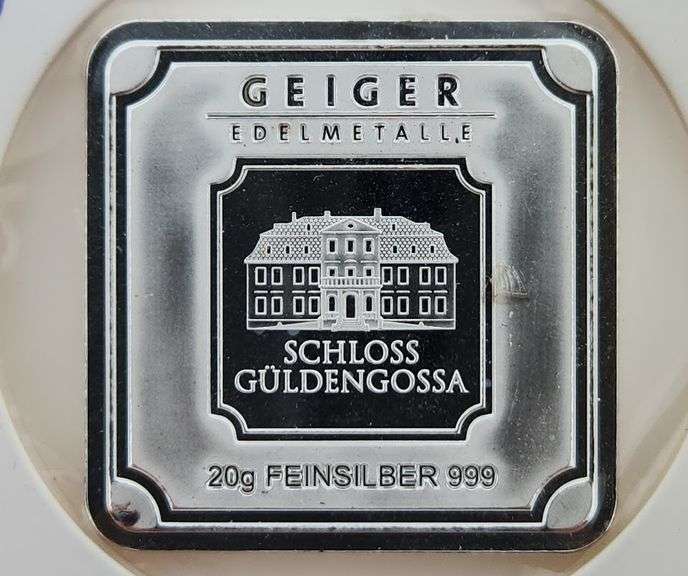 GEIGER
EDELMETALLE
SCHLOSS
GÜLDENGOSSA
20g FEINSILBER 999